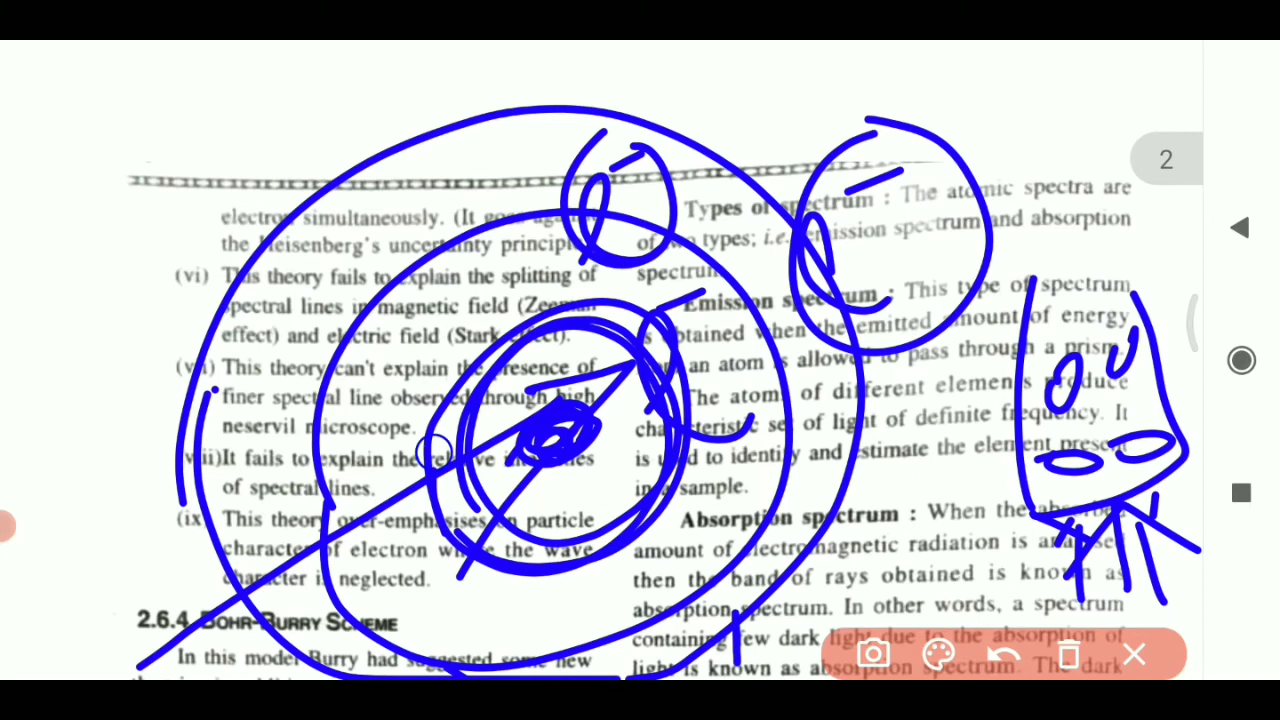 2
electron simultaneously. (It goes against
the Heisenberg's uncertainty principle
(vi) This theory fails to explain the splitting of
spectral lines in magnetic field (Zeeman
effect) and electric field (Stark effect).
(vii) This theory can't explain the presence of
finer spectral line observed through high
neservil microscope.
(viii)It fails to explain the relative intensities
of spectral lines.
(ix) This theory over-emphasises on particle
character of electron while the wave
character is neglected.
2.6.4 BOHR-BURRY SCHEME
In this model Burry had suggested some new
Types of spectrum : The atomic spectra are
of two types; i.e. emission spectrum and absorption
spectrum.
Emission spectrum : This type of spectrum
is obtained when the emitted amount of energy
an atom is allowed to pass through a prism.
The atoms of different elements produce
characteristic set of light of definite frequency. It
is used to identify and estimate the element present
in a sample.
Absorption spectrum : When the absorbed
amount of electromagnetic radiation is analysed
then the band of rays obtained is known as
absorption spectrum. In other words, a spectrum
containing few dark light due to the absorption of
light is known as absorption spectrum. The dark